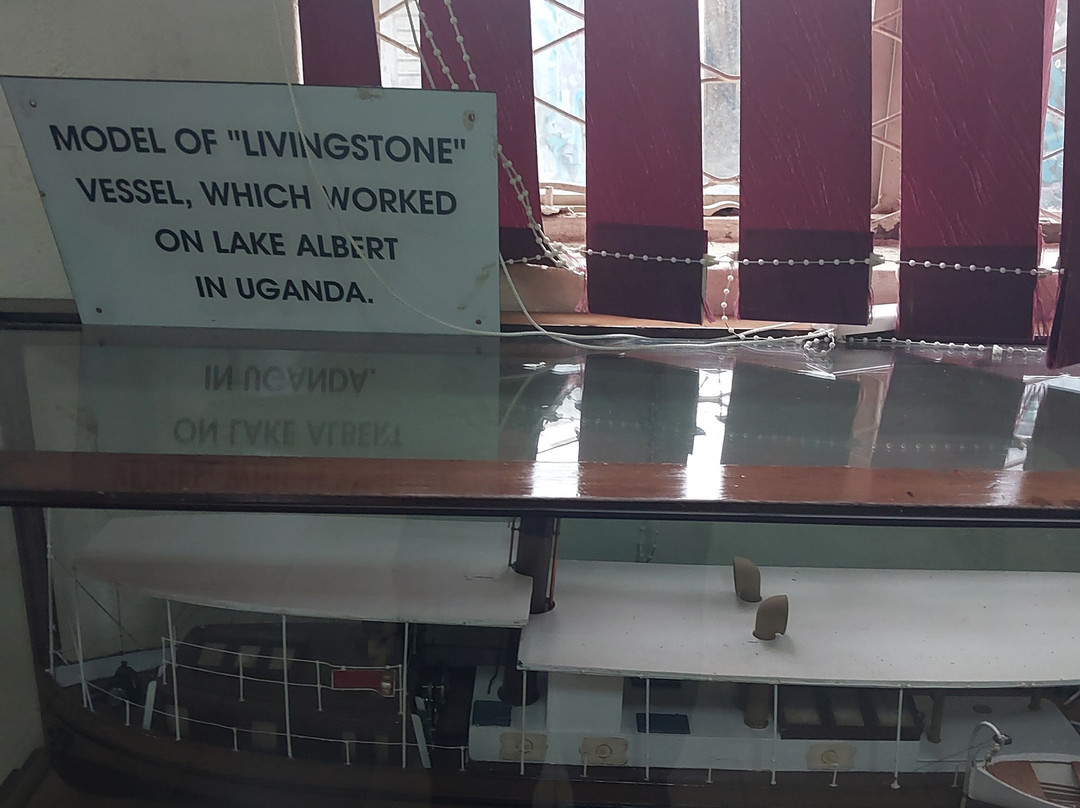 MODEL OF "LIVINGSTONE"
VESSEL, WHICH WORKED
ON LAKE ALBERT
IN UGANDA.